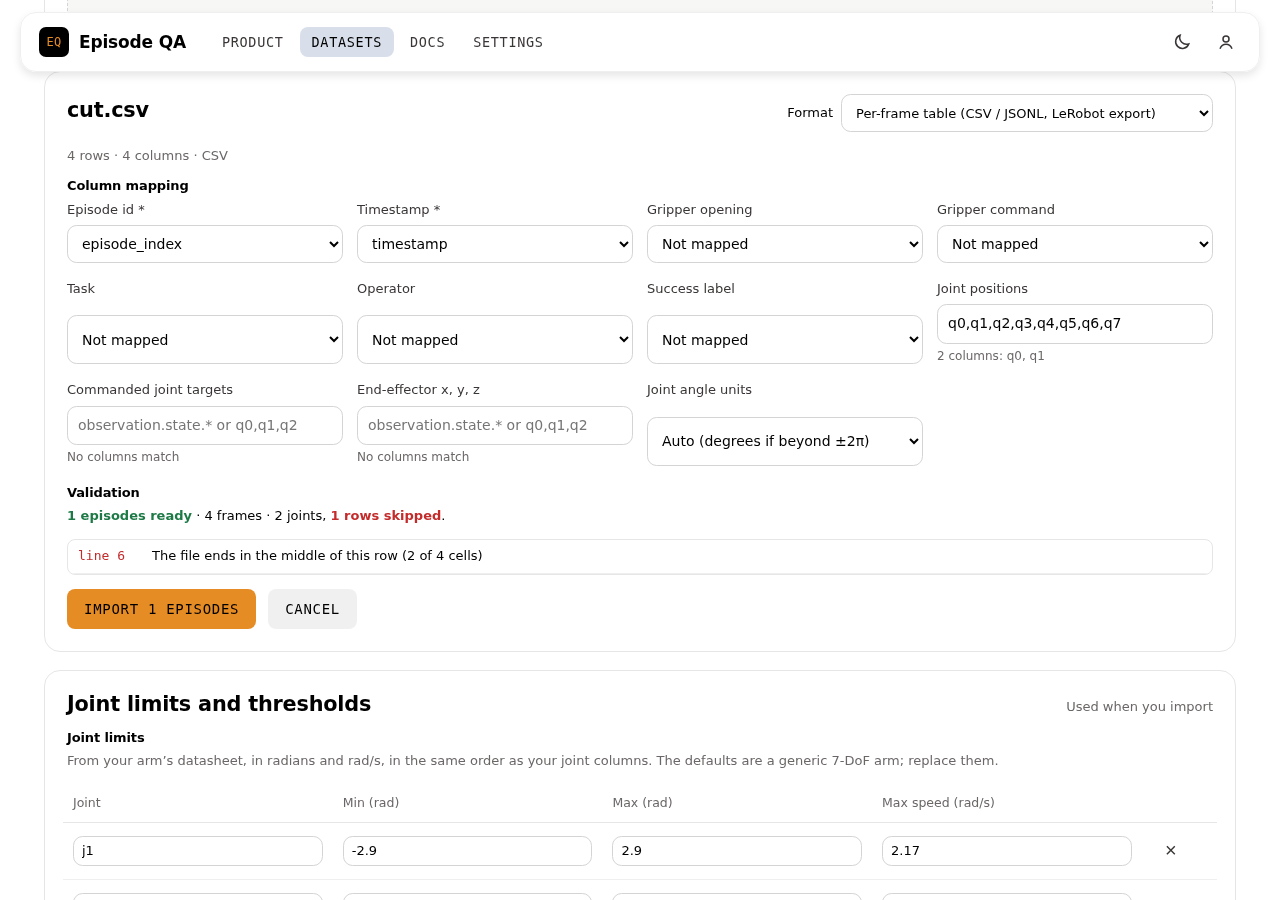 EQ Episode QA PRODUCT DATASETS DOCS SETTINGS
cut.csv
Format Per-frame table (CSV / JSONL, LeRobot export)
4 rows · 4 columns · CSV
Column mapping
Episode id * Timestamp * Gripper opening Gripper command
episode_index timestamp Not mapped Not mapped
Task Operator Success label Joint positions
Not mapped Not mapped Not mapped q0,q1,q2,q3,q4,q5,q6,q7
2 columns: q0, q1
Commanded joint targets End-effector x, y, z Joint angle units
observation.state.* or q0,q1,q2 observation.state.* or q0,q1,q2 Auto (degrees if beyond ±2π)
No columns match No columns match
Validation
1 episodes ready · 4 frames · 2 joints, 1 rows skipped.
line 6 The file ends in the middle of this row (2 of 4 cells)
IMPORT 1 EPISODES CANCEL
Joint limits and thresholds Used when you import
Joint limits
From your arm’s datasheet, in radians and rad/s, in the same order as your joint columns. The defaults are a generic 7-DoF arm; replace them.
Joint Min (rad) Max (rad) Max speed (rad/s)
j1 -2.9 2.9 2.17 ×